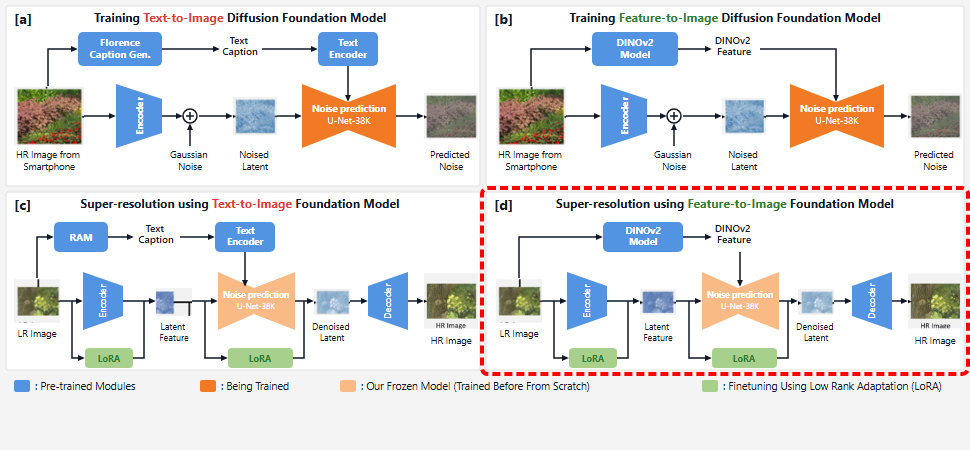 [a] Training Text-to-Image Diffusion Foundation Model
Florence
Caption Gen.
Text
Caption
Text
Encoder
Encoder
Noise prediction
U-Net-38K
HR Image from
Smartphone
Gaussian
Noise
Noised
Latent
Predicted
Noise
[b] Training Feature-to-Image Diffusion Foundation Model
DINOv2
Model
DINOv2
Feature
Encoder
Noise prediction
U-Net-38K
HR Image from
Smartphone
Gaussian
Noise
Noised
Latent
Predicted
Noise
[c] Super-resolution using Text-to-Image Foundation Model
RAM
Text
Caption
Text
Encoder
Encoder
Noise prediction
U-Net-38K
Decoder
LR Image
Latent
Feature
Denoised
Latent
HR Image
HR Image
LoRA
LoRA
[d] Super-resolution using Feature-to-Image Foundation Model
DINOv2
Model
DINOv2
Feature
Encoder
Noise prediction
U-Net-38K
Decoder
LR Image
Latent
Feature
Denoised
Latent
HR Image
HR Image
LoRA
LoRA
: Pre-trained Modules
: Being Trained
: Our Frozen Model (Trained Before From Scratch)
: Finetuning Using Low Rank Adaptation (LoRA)